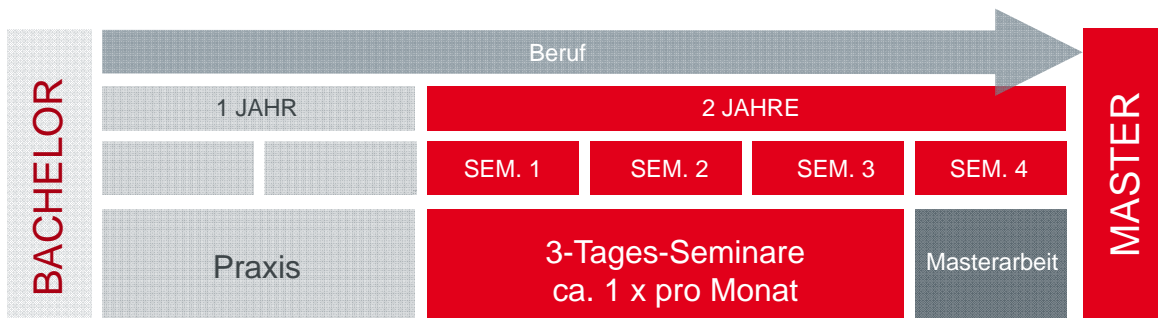 BACHELOR
Beruf
MASTER
1 JAHR
2 JAHRE
SEM. 1
SEM. 2
SEM. 3
SEM. 4
Praxis
3-Tages-Seminare
ca. 1 x pro Monat
Masterarbeit